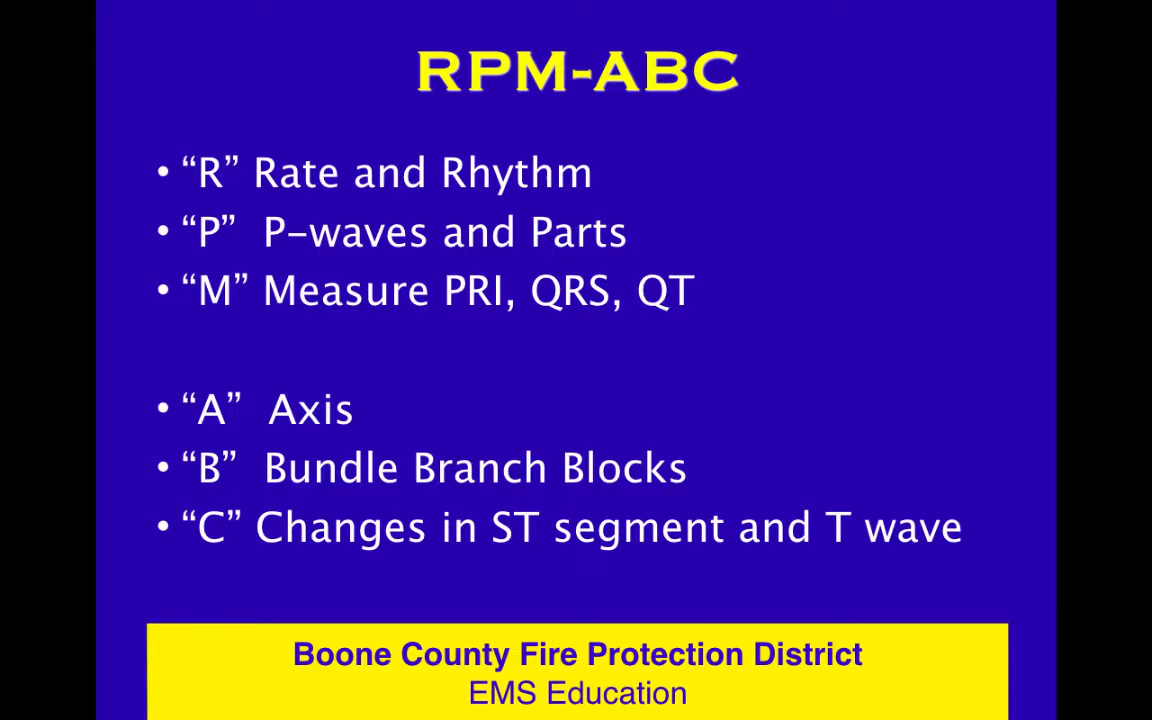 RPM-ABC
• “R” Rate and Rhythm
• “P” P-waves and Parts
• “M” Measure PRI, QRS, QT
• “A” Axis
• “B” Bundle Branch Blocks
• “C” Changes in ST segment and T wave
Boone County Fire Protection District
EMS Education